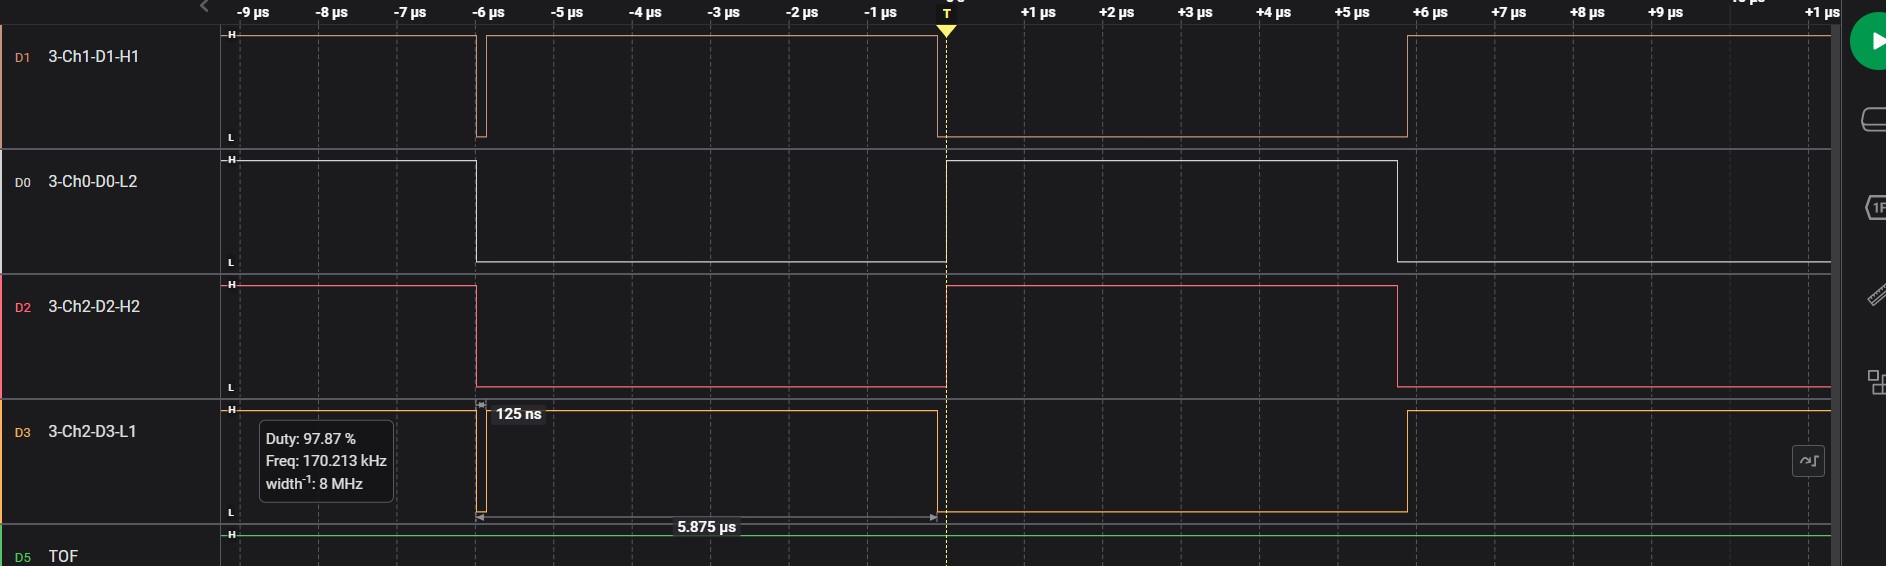 -9 µs -8 µs -7 µs -6 µs -5 µs -4 µs -3 µs -2 µs -1 µs T +1 µs +2 µs +3 µs +4 µs +5 µs +6 µs +7 µs +8 µs +9 µs +1 µs
H
D1 3-Ch1-D1-H1
L
H
D0 3-Ch0-D0-L2
1F
L
H
D2 3-Ch2-D2-H2
L
H
125 ns
D3 3-Ch2-D3-L1
Duty: 97.87 %
Freq: 170.213 kHz
width-1: 8 MHz
L
5.875 µs
H
D5 TOF